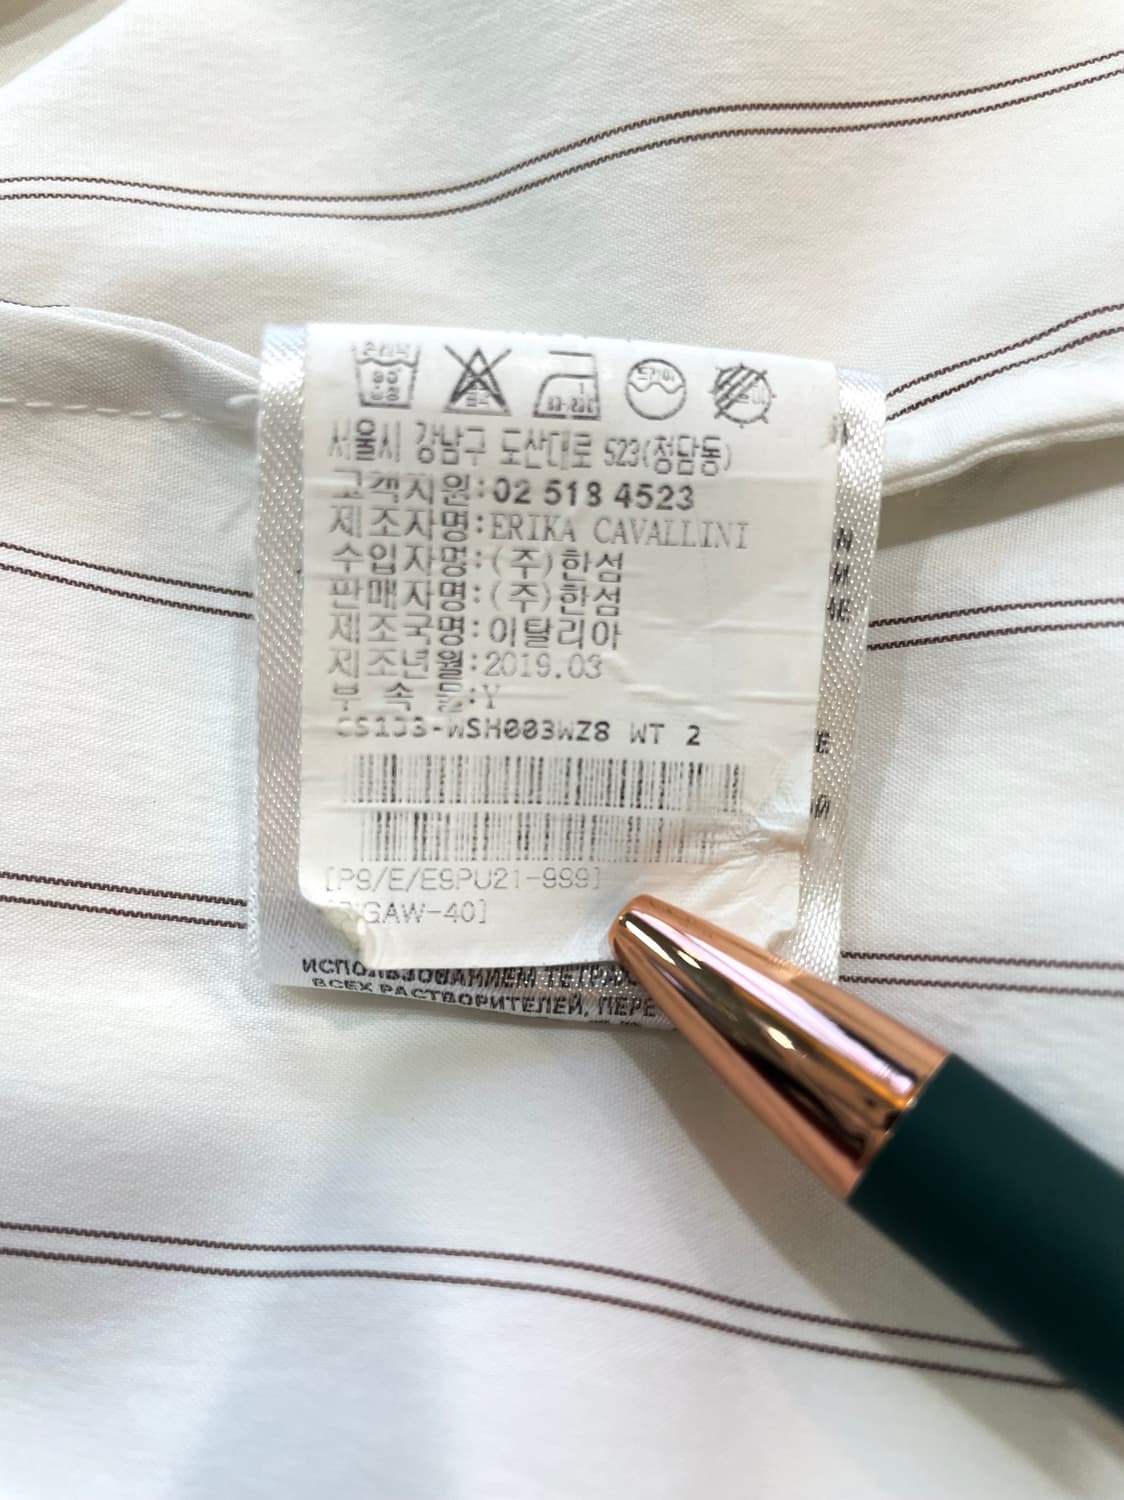 서울시 강남구 도산대로 523(청담동)
고객지원:02 518 4523
제조자명:ERIKA CAVALLINI
수입자명:(주)한섬
판매자명:(주)한섬
제조국명:이탈리아
제조년월:2019.03
부 속 물:Y
WT 2
[P9/E/E9PU21-999]
ИСПОЛЬЗОВАНИЕМ
ВСЕХ РАСТВОРИТЕЛЕЙ, ПЕРЕ